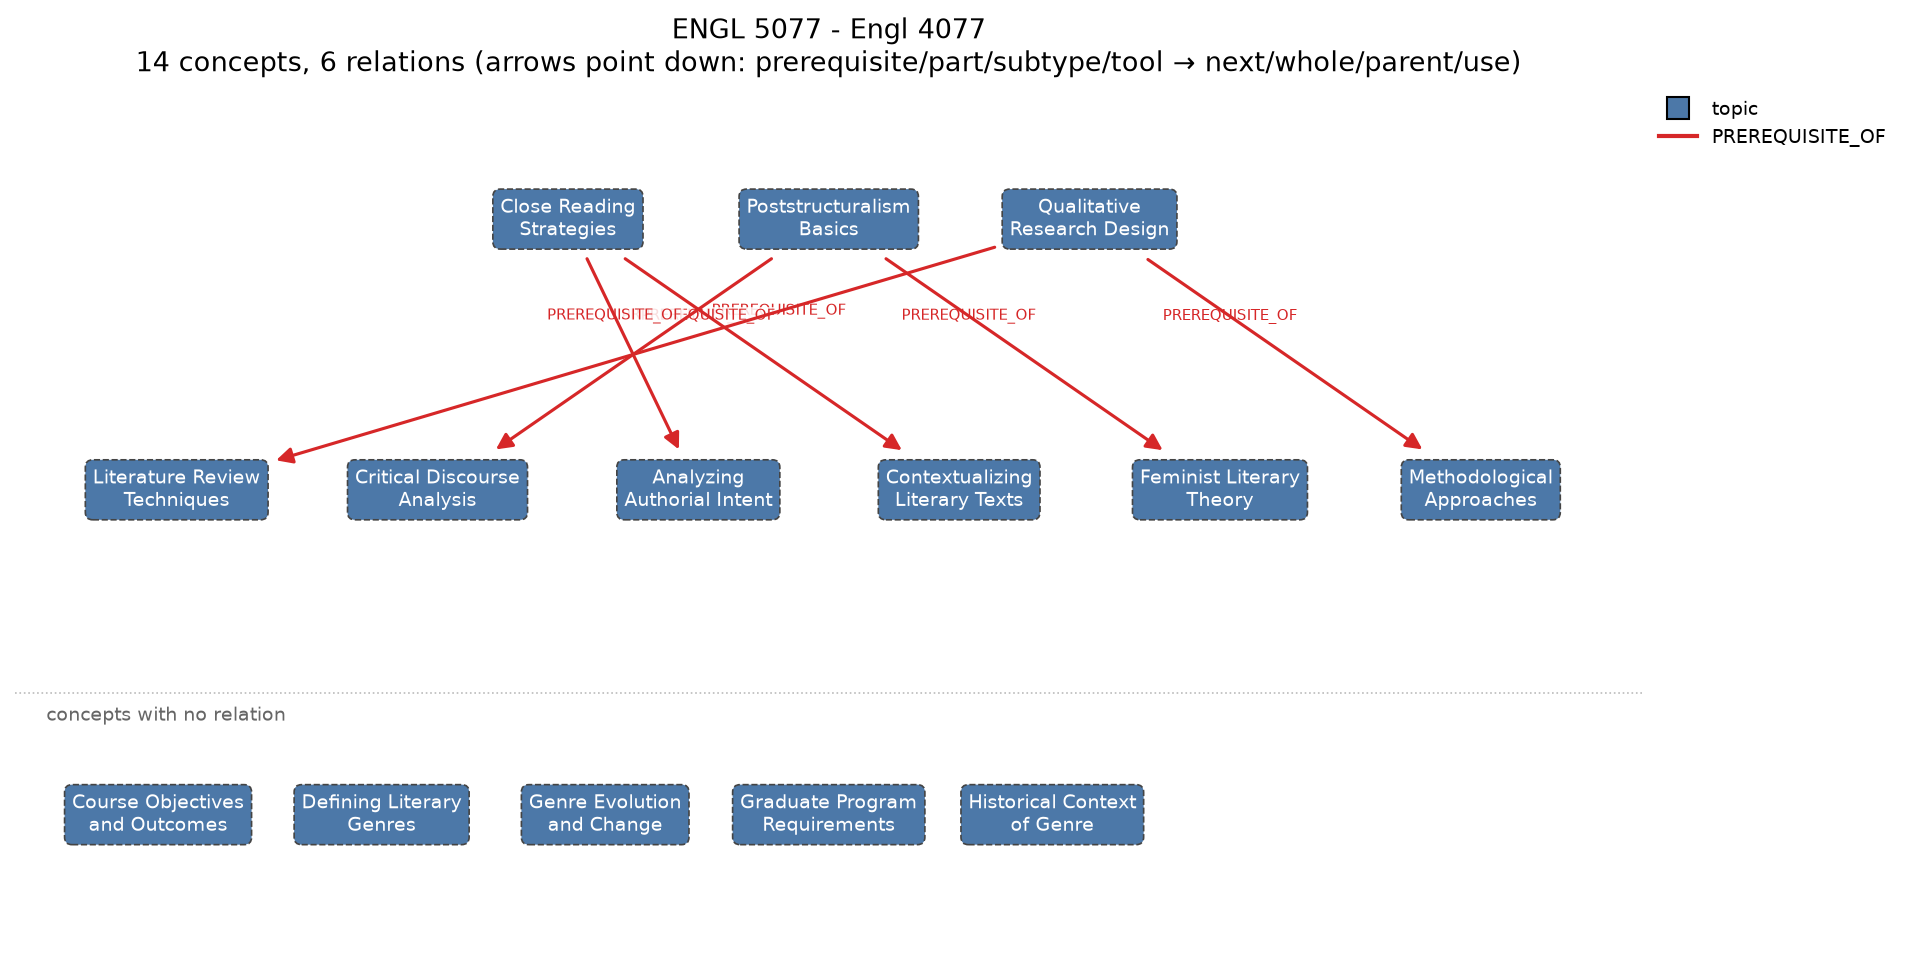 ENGL 5077 - Engl 4077
14 concepts, 6 relations (arrows point down: prerequisite/part/subtype/tool → next/whole/parent/use)
topic
PREREQUISITE_OF
Close Reading
Strategies
Poststructuralism
Basics
Qualitative
Research Design
PREREQUISITE_OF
PREREQUISITE_OF
PREREQUISITE_OF
Literature Review
Techniques
Critical Discourse
Analysis
Analyzing
Authorial Intent
Contextualizing
Literary Texts
Feminist Literary
Theory
Methodological
Approaches
concepts with no relation
Course Objectives
and Outcomes
Defining Literary
Genres
Genre Evolution
and Change
Graduate Program
Requirements
Historical Context
of Genre